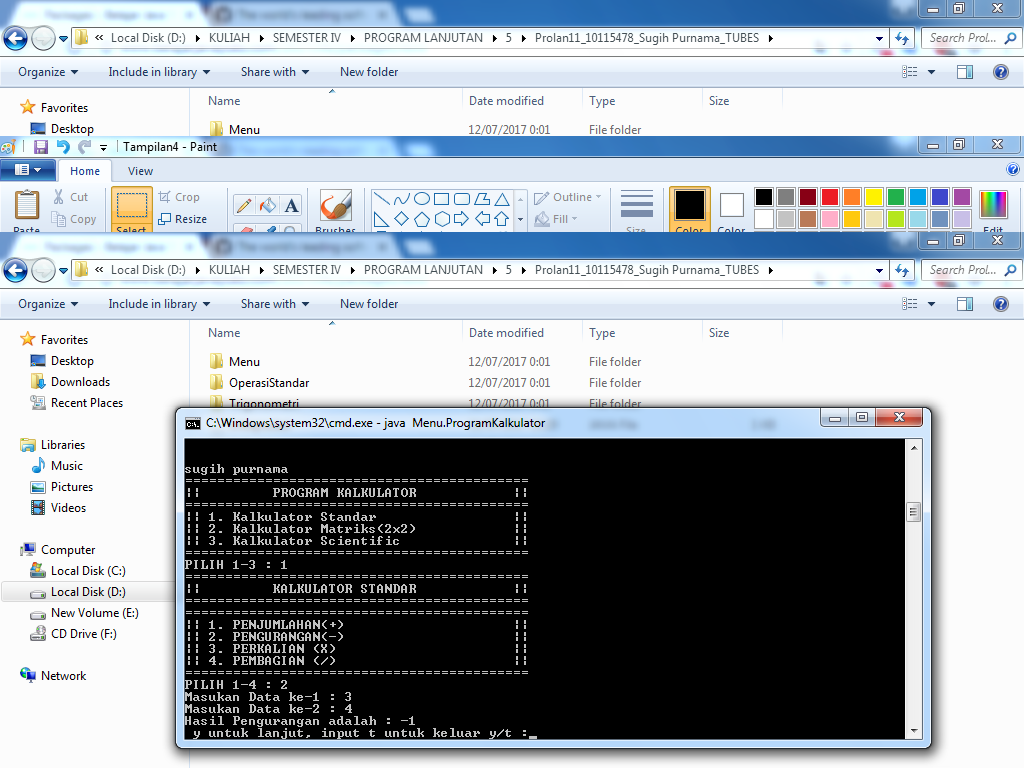 Local Disk (D:) KULIAH SEMESTER IV PROGRAM LANJUTAN 5 Prolan11_10115478_Sugih Purnama_TUBES Search Prol...
Organize Include in library Share with New folder
Name Date modified Type Size
Favorites
Desktop
Menu 12/07/2017 0:01 File folder
Tampilan4 - Paint
Home View
Cut Crop Outline
Copy Resize A Fill
Paste Select Brushes Size Color Color Edit
Local Disk (D:) KULIAH SEMESTER IV PROGRAM LANJUTAN 5 Prolan11_10115478_Sugih Purnama_TUBES Search Prol...
Organize Include in library Share with New folder
Name Date modified Type Size
Favorites
Desktop
Downloads
Recent Places
Libraries
Music
Pictures
Videos
Computer
Local Disk (C:)
Local Disk (D:)
New Volume (E:)
CD Drive (F:)
Network
Menu 12/07/2017 0:01 File folder
OperasiStandar 12/07/2017 0:01 File folder
Trigonometri 12/07/2017 0:01 File folder
C:\Windows\system32\cmd.exe - java Menu.ProgramKalkulator
sugih purnama
===========================================
|| PROGRAM KALKULATOR ||
===========================================
|| 1. Kalkulator Standar ||
|| 2. Kalkulator Matriks(2x2) ||
|| 3. Kalkulator Scientific ||
===========================================
PILIH 1-3 : 1
===========================================
|| KALKULATOR STANDAR ||
===========================================
===========================================
|| 1. PENJUMLAHAN(+) ||
|| 2. PENGURANGAN(-) ||
|| 3. PERKALIAN (X) ||
|| 4. PEMBAGIAN (/) ||
===========================================
PILIH 1-4 : 2
Masukan Data ke-1 : 3
Masukan Data ke-2 : 4
Hasil Pengurangan adalah : -1
y untuk lanjut, input t untuk keluar y/t :_